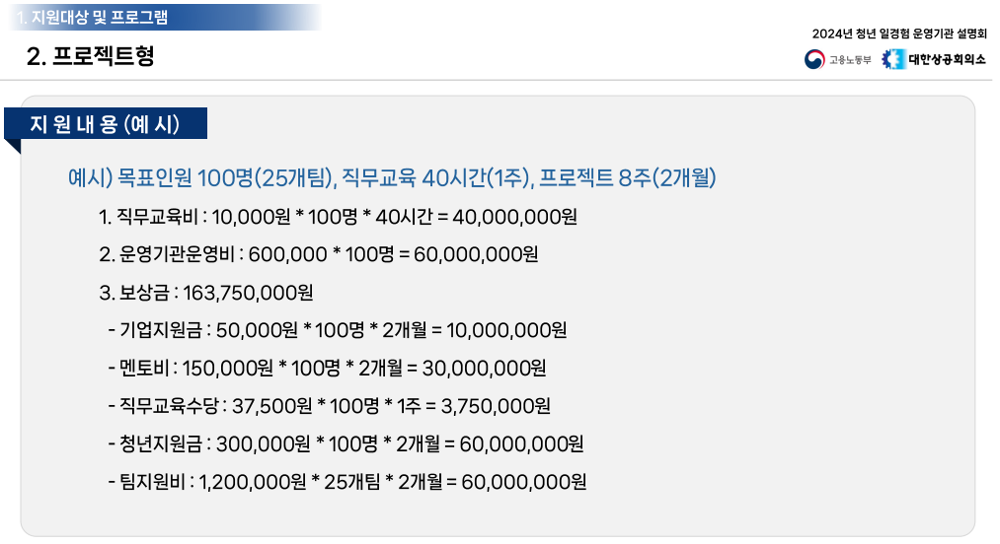 1. 지원대상 및 프로그램
2. 프로젝트형
2024년 청년 일경험 운영기관 설명회
고용노동부 대한상공회의소
지 원 내 용 (예 시)
예시) 목표인원 100명(25개팀), 직무교육 40시간(1주), 프로젝트 8주(2개월)
1. 직무교육비 : 10,000원 * 100명 * 40시간 = 40,000,000원
2. 운영기관운영비 : 600,000 * 100명 = 60,000,000원
3. 보상금 : 163,750,000원
- 기업지원금 : 50,000원 * 100명 * 2개월 = 10,000,000원
- 멘토비 : 150,000원 * 100명 * 2개월 = 30,000,000원
- 직무교육수당 : 37,500원 * 100명 * 1주 = 3,750,000원
- 청년지원금 : 300,000원 * 100명 * 2개월 = 60,000,000원
- 팀지원비 : 1,200,000원 * 25개팀 * 2개월 = 60,000,000원